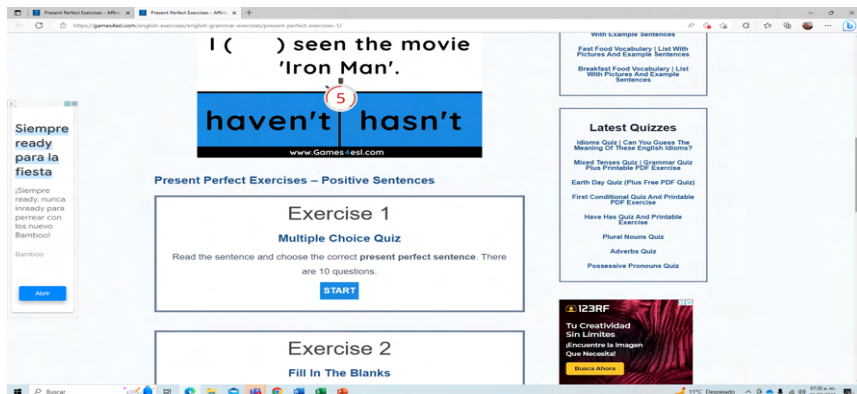 Present Perfect Exercises - Affirm
Present Perfect Exercises - Affirm
https://games4esl.com/english-exercises/english-grammar-exercises/present-perfect-exercises-1/
I (      ) seen the movie
'Iron Man'.
5
haven't
hasn't
www.Games4esl.com
Siempre
ready
para la
fiesta
¡Siempre
ready, nunca
inready para
perrear con
los nuevo
Bamboo!
Bamboo
Abrir
Present Perfect Exercises – Positive Sentences
Exercise 1
Multiple Choice Quiz
Read the sentence and choose the correct present perfect sentence. There
are 10 questions.
START
Exercise 2
Fill In The Blanks
With Example Sentences
Fast Food Vocabulary | List With
Pictures And Example Sentences
Breakfast Food Vocabulary | List
With Pictures And Example
Sentences
Latest Quizzes
Idioms Quiz | Can You Guess The
Meaning Of These English Idioms?
Mixed Tenses Quiz | Grammar Quiz
Plus Printable PDF Exercise
Earth Day Quiz (Plus Free PDF Quiz)
First Conditional Quiz And Printable
PDF Exercise
Have Has Quiz And Printable
Exercise
Plural Nouns Quiz
Adverbs Quiz
Possessive Pronouns Quiz
123RF
Tu Creatividad
Sin Limites
¡Encuentre la Imagen
Que Necesita!
Busca Ahora
Buscar
11°C Despejado
07:20 a. m.